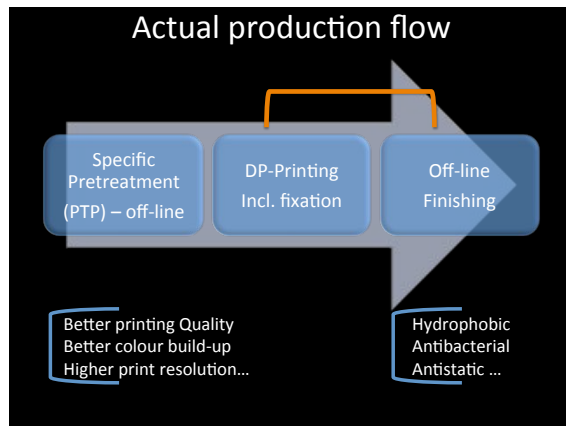 Actual production flow
Specific
Pretreatment
(PTP) – off-line
DP-Printing
Incl. fixation
Off-line
Finishing
Better printing Quality
Better colour build-up
Higher print resolution…
Hydrophobic
Antibacterial
Antistatic …